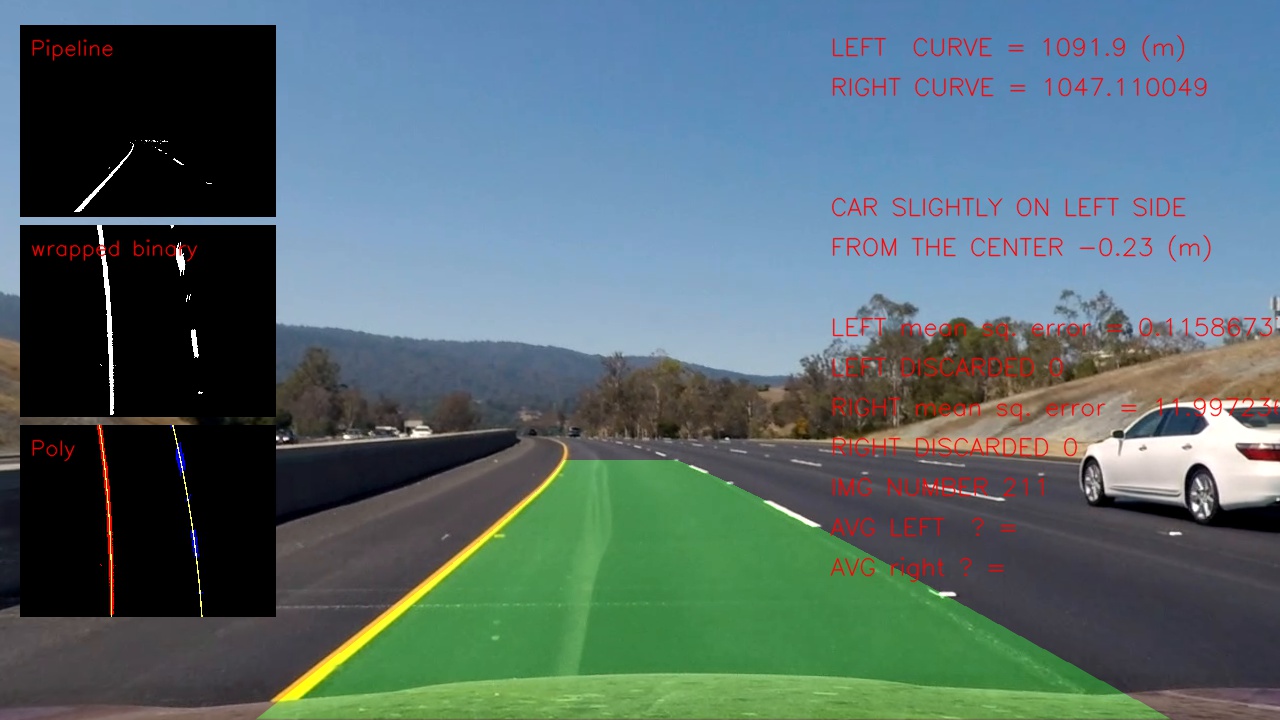 Pipeline
wrapped binary
Poly
LEFT CURVE = 1091.9 (m)
RIGHT CURVE = 1047.110049
CAR SLIGHTLY ON LEFT SIDE
FROM THE CENTER -0.23 (m)
LEFT mean sq. error = 0.1158673
LEFT DISCARDED 0
RIGHT mean sq. error = 11.99723
RIGHT DISCARDED 0
IMG NUMBER 211
AVG LEFT ? =
AVG right ? =